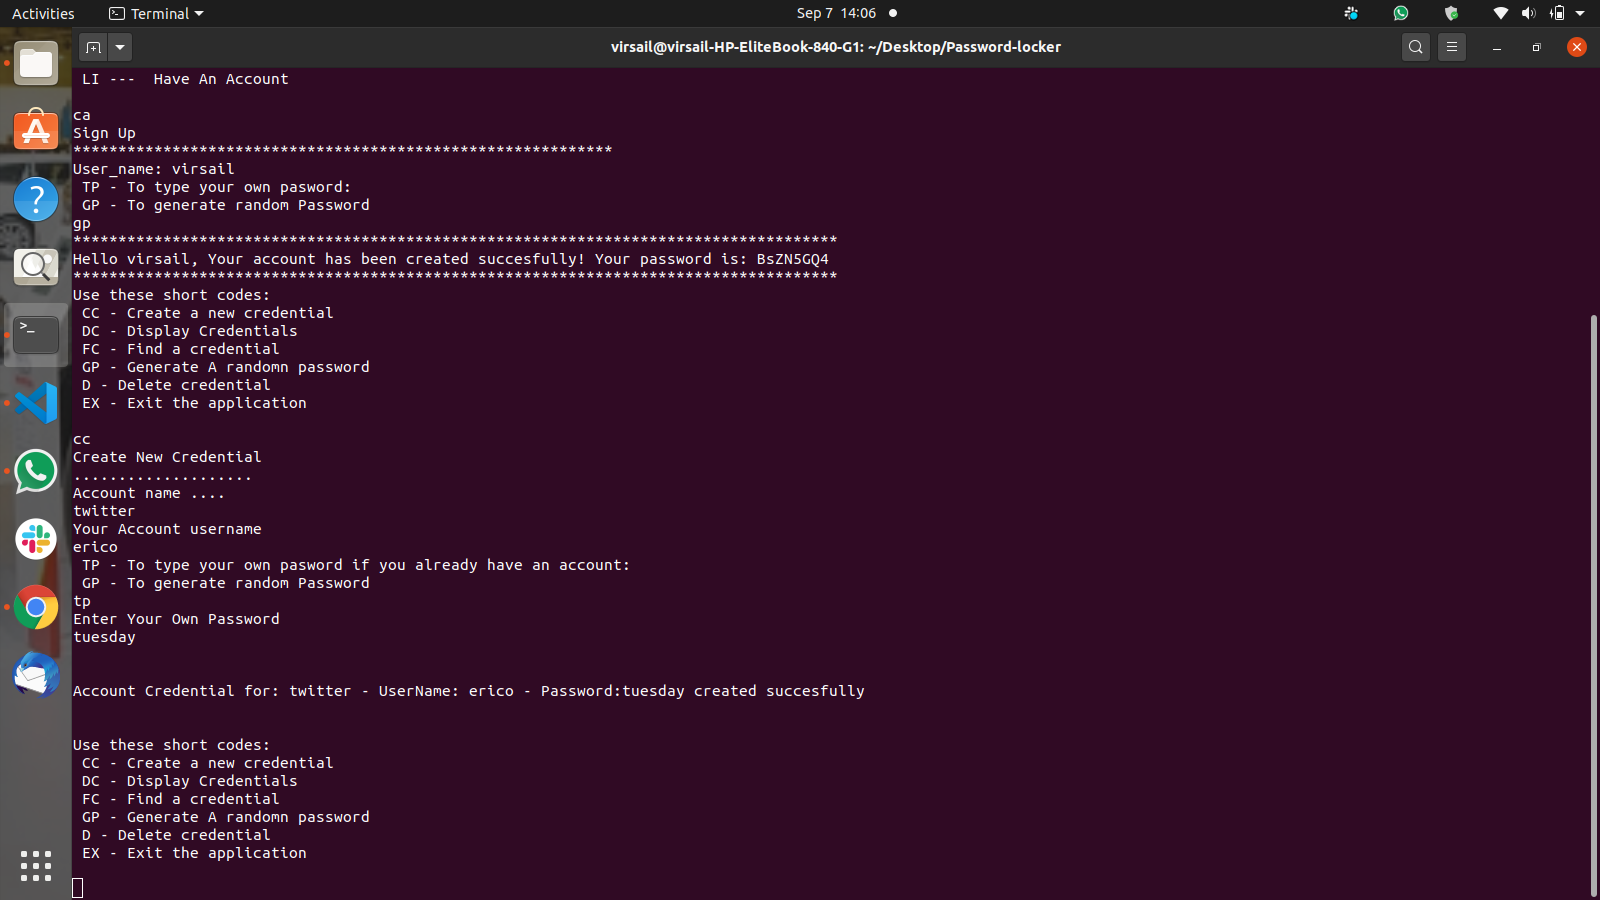 Activities Terminal Sep 7 14:06
virsail@virsail-HP-EliteBook-840-G1: ~/Desktop/Password-locker
LI --- Have An Account
ca
Sign Up
************************************************************
User_name: virsail
TP - To type your own pasword:
GP - To generate random Password
gp
*************************************************************************************
Hello virsail, Your account has been created succesfully! Your password is: BsZN5GQ4
*************************************************************************************
Use these short codes:
CC - Create a new credential
DC - Display Credentials
FC - Find a credential
GP - Generate A randomn password
D - Delete credential
EX - Exit the application
cc
Create New Credential
....................
Account name ....
twitter
Your Account username
erico
TP - To type your own pasword if you already have an account:
GP - To generate random Password
tp
Enter Your Own Password
tuesday
Account Credential for: twitter - UserName: erico - Password:tuesday created succesfully
Use these short codes:
CC - Create a new credential
DC - Display Credentials
FC - Find a credential
GP - Generate A randomn password
D - Delete credential
EX - Exit the application